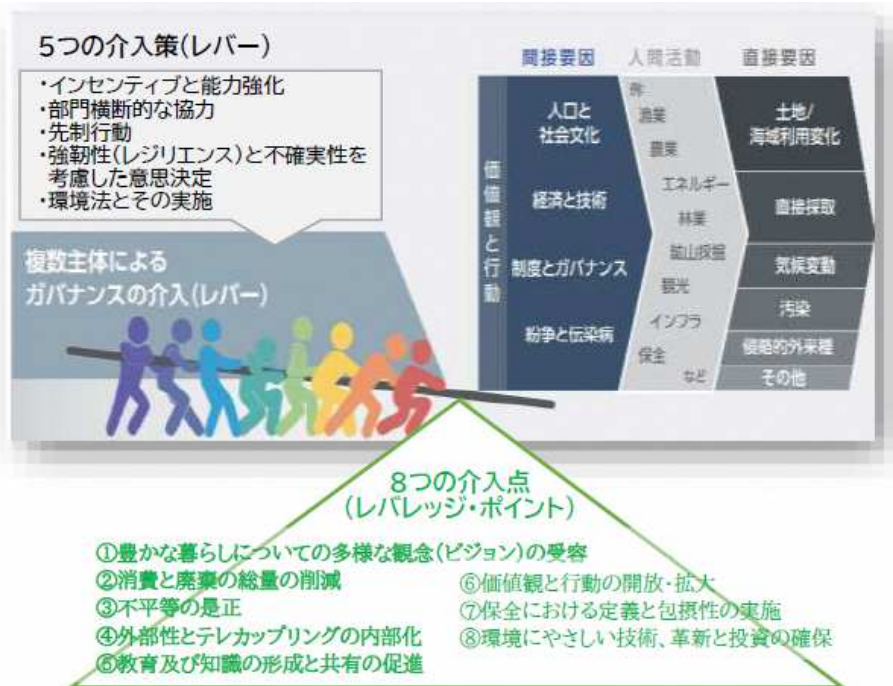 5つの介入策(レバー)
・インセンティブと能力強化
・部門横断的な協力
・先制行動
・強靭性(レジリエンス)と不確実性を
考慮した意思決定
・環境法とその実施
複数主体による
ガバナンスの介入(レバー)
間接要因
人間活動
直接要因
価値観と行動
人口と
社会文化
経済と技術
制度とガバナンス
紛争と伝染病
例:
漁業
農業
エネルギー
林業
鉱山採掘
観光
インフラ
保全
など
土地/
海域利用変化
直接採取
気候変動
汚染
侵略的外来種
その他
8つの介入点
(レバレッジ・ポイント)
①豊かな暮らしについての多様な観念(ビジョン)の受容
②消費と廃棄の総量の削減
③不平等の是正
④外部性とテレカップリングの内部化
⑤教育及び知識の形成と共有の促進
⑥価値観と行動の開放・拡大
⑦保全における定義と包摂性の実施
⑧環境にやさしい技術、革新と投資の確保